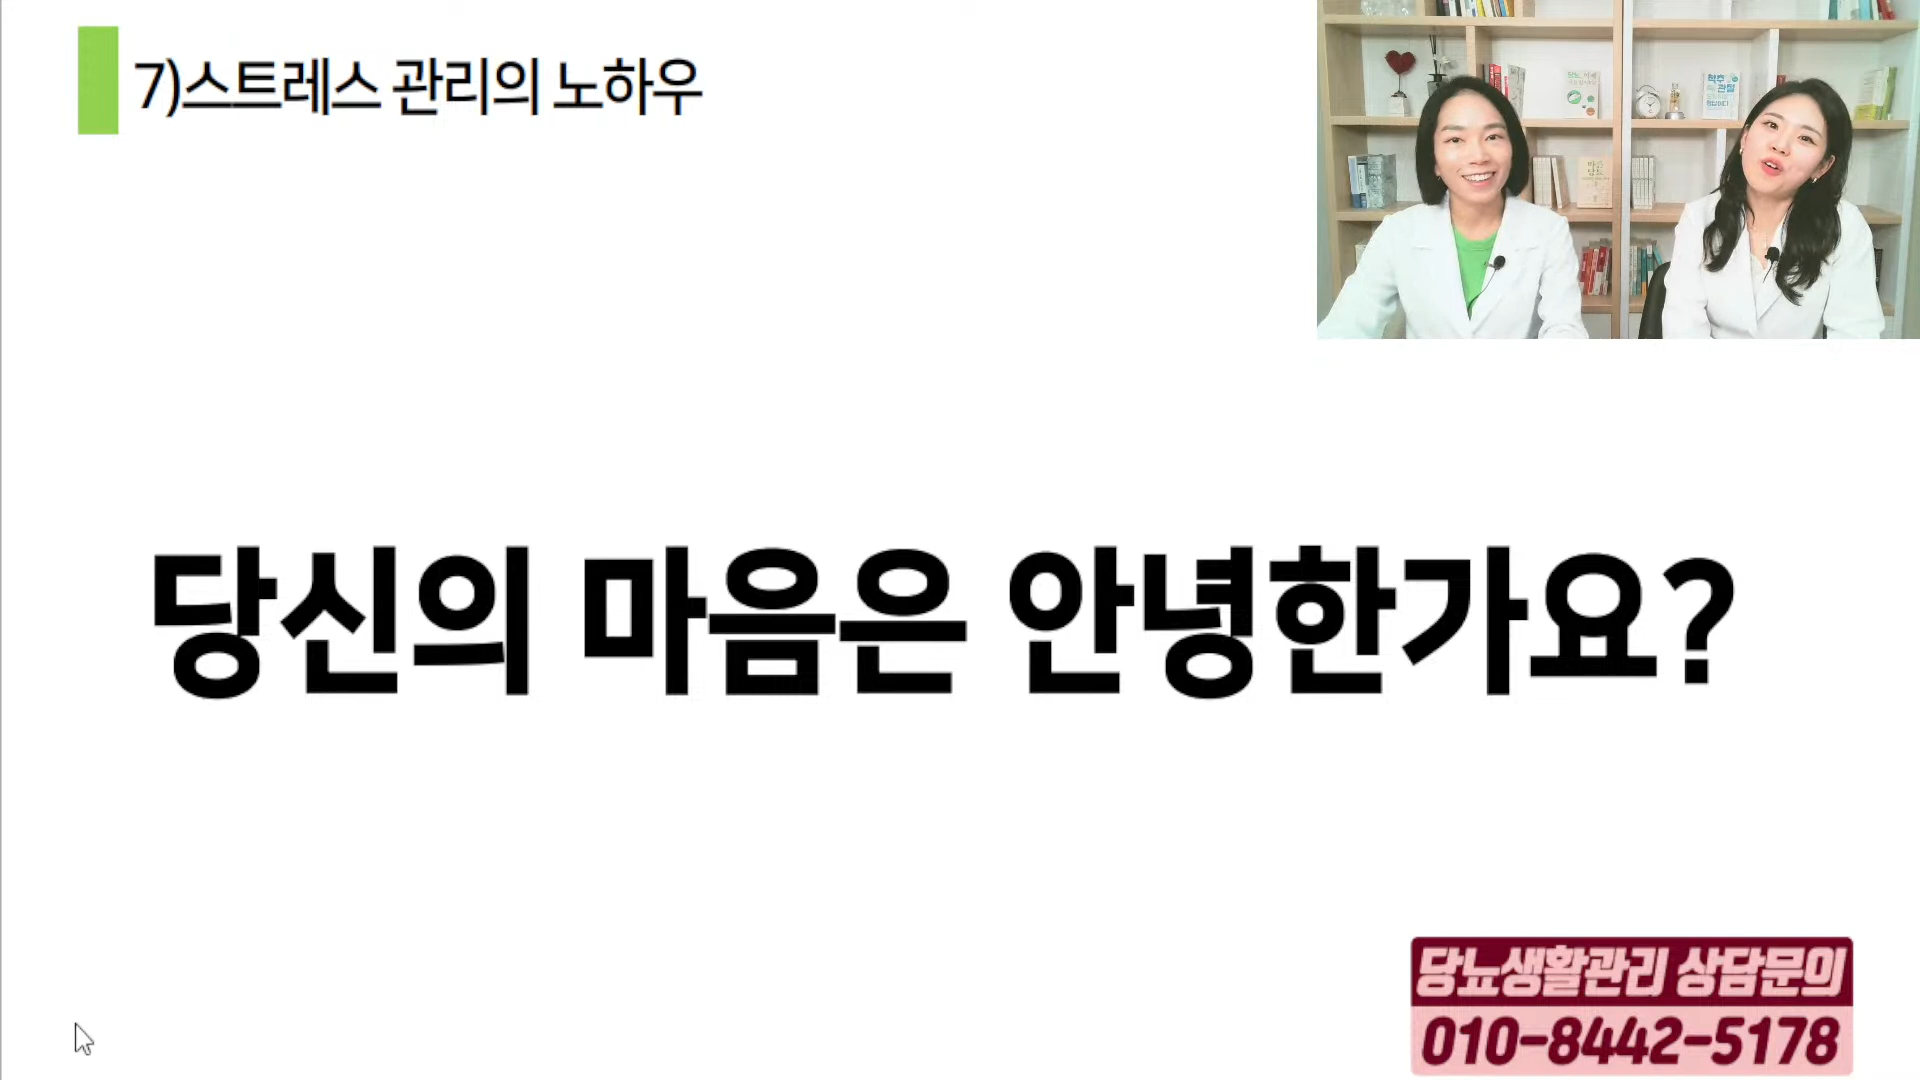 7)스트레스 관리의 노하우
당신의 마음은 안녕한가요?
당뇨생활관리 상담문의
010-8442-5178